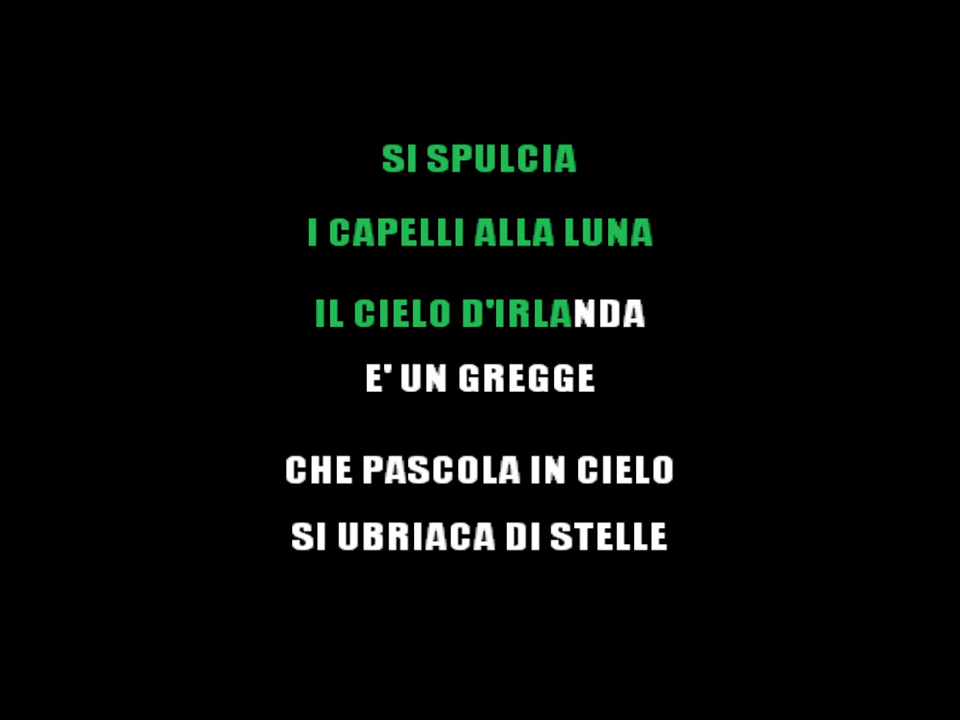 SI SPULCIA
I CAPELLI ALLA LUNA
IL CIELO D'IRLANDA
E' UN GREGGE
CHE PASCOLA IN CIELO
SI UBRIACA DI STELLE